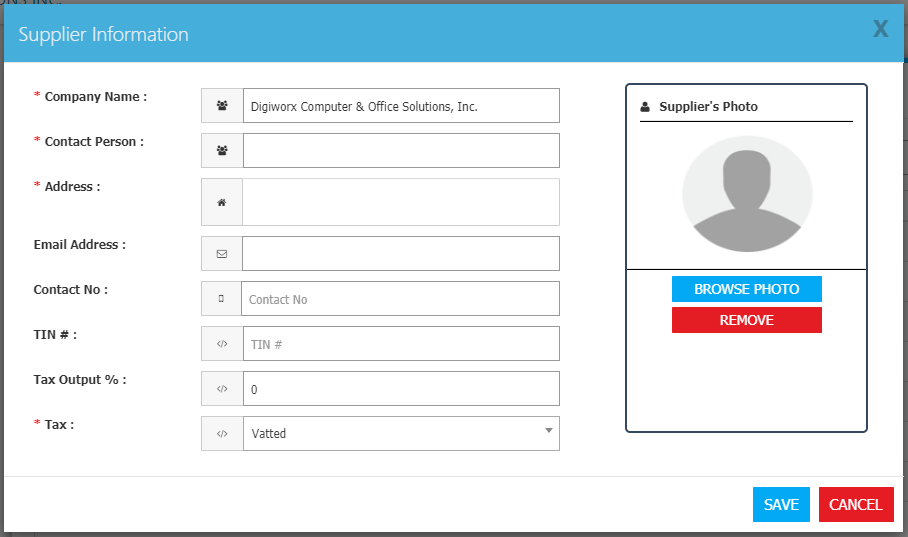 Supplier Information
X
* Company Name :
Digiworx Computer & Office Solutions, Inc.
* Contact Person :
* Address :
Email Address :
Contact No :
Contact No
TIN # :
TIN #
Tax Output % :
0
* Tax :
Vatted
Supplier's Photo
BROWSE PHOTO
REMOVE
SAVE
CANCEL